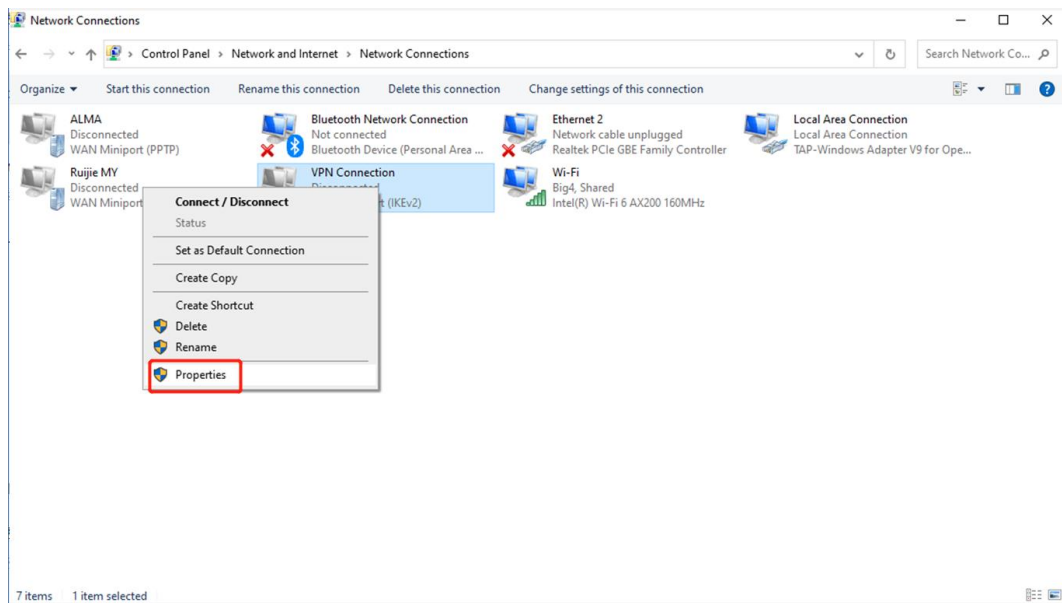 Network Connections
Control Panel > Network and Internet > Network Connections
Search Network Co...
Organize Start this connection Rename this connection Delete this connection Change settings of this connection
ALMA
Disconnected
WAN Miniport (PPTP)
Bluetooth Network Connection
Not connected
Bluetooth Device (Personal Area ...
Ethernet 2
Network cable unplugged
Realtek PCIe GBE Family Controller
Local Area Connection
Local Area Connection
TAP-Windows Adapter V9 for Ope...
Ruijie MY
Disconnected
WAN Miniport
VPN Connection
Disconnected
t (IKEv2)
Wi-Fi
Big4, Shared
Intel(R) Wi-Fi 6 AX200 160MHz
Connect / Disconnect
Status
Set as Default Connection
Create Copy
Create Shortcut
Delete
Rename
Properties
7 items 1 item selected